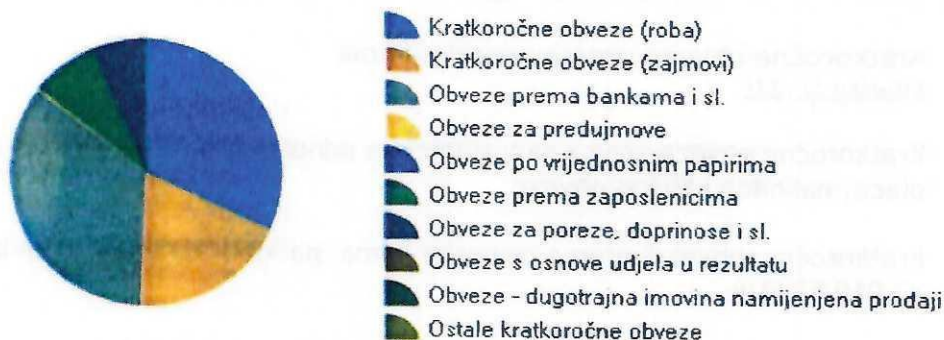 Kratkoročne obveze (roba)
Kratkoročne obveze (zajmovi)
Obveze prema bankama i sl.
Obveze za predujmove
Obveze po vrijednosnim papirima
Obveze prema zaposlenicima
Obveze za poreze, doprinose i sl.
Obveze s osnove udjela u rezultatu
Obveze - dugotrajna imovina namijenjena prodaji
Ostale kratkoročne obveze